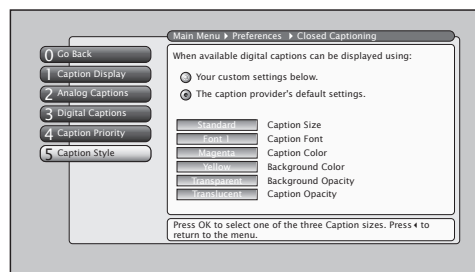 Main Menu ▸ Preferences ▸ Closed Captioning
0 Go Back
1 Caption Display
2 Analog Captions
3 Digital Captions
4 Caption Priority
5 Caption Style
When available digital captions can be displayed using:
Your custom settings below.
The caption provider's default settings.
Standard Caption Size
Font 1 Caption Font
Magenta Caption Color
Yellow Background Color
Transparent Background Opacity
Translucent Caption Opacity
Press OK to select one of the three Caption sizes. Press ◂ to
return to the menu.